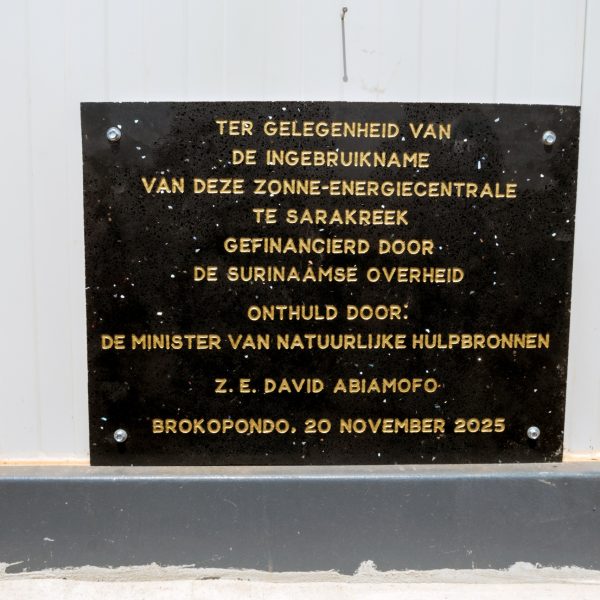 TER GELEGENHEID VAN
DE INGEBRUIKNAME
VAN DEZE ZONNE-ENERGIECENTRALE
TE SARAKREEK
GEFINANCIERD DOOR
DE SURINAAMSE OVERHEID
ONTHULD DOOR:
DE MINISTER VAN NATUURLIJKE HULPBRONNEN
Z. E. DAVID ABIAMOFO
BROKOPONDO, 20 NOVEMBER 2025